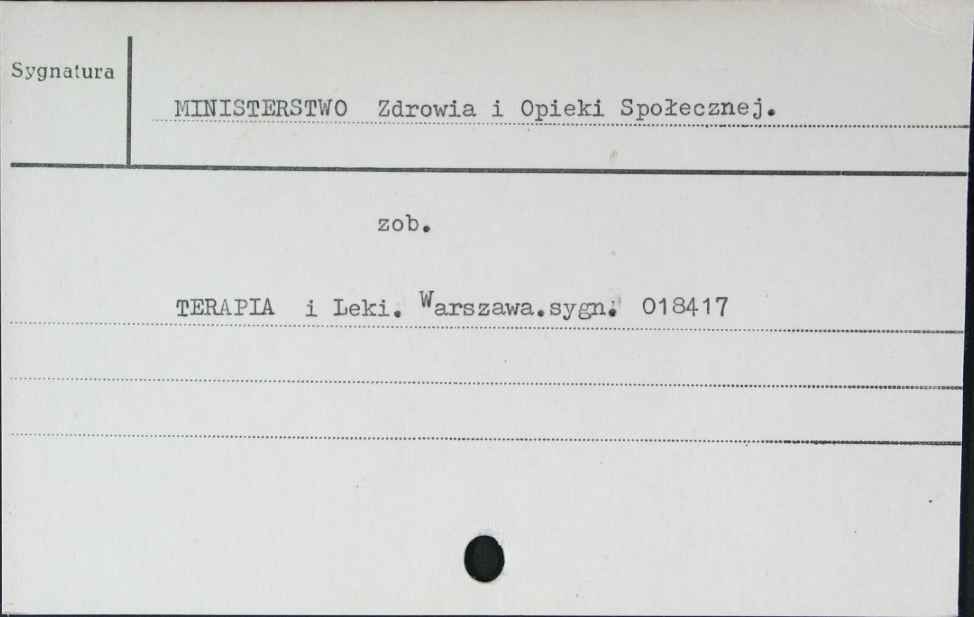 Sygnatura
MINISTERSTWO Zdrowia i Opieki Społecznej.
zob.
TERAPIA i Leki. Warszawa.sygn. 018417